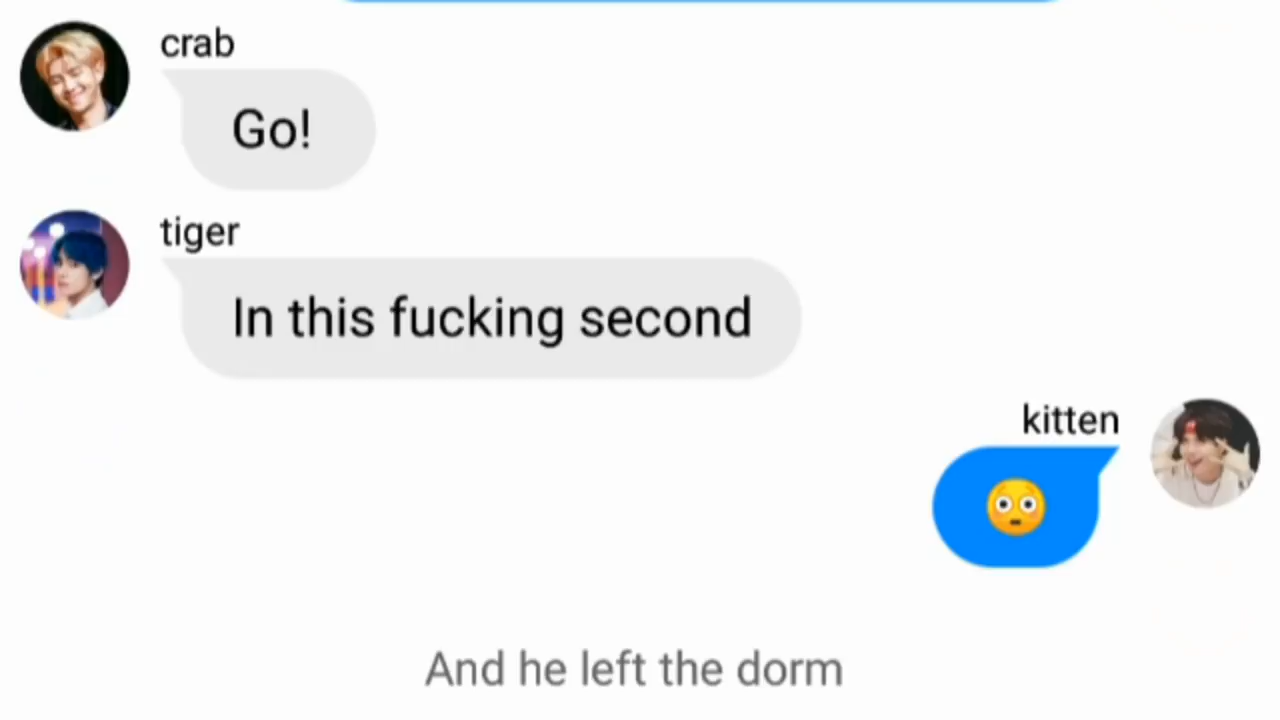 crab
Go!
tiger
In this fucking second
kitten
😳
And he left the dorm